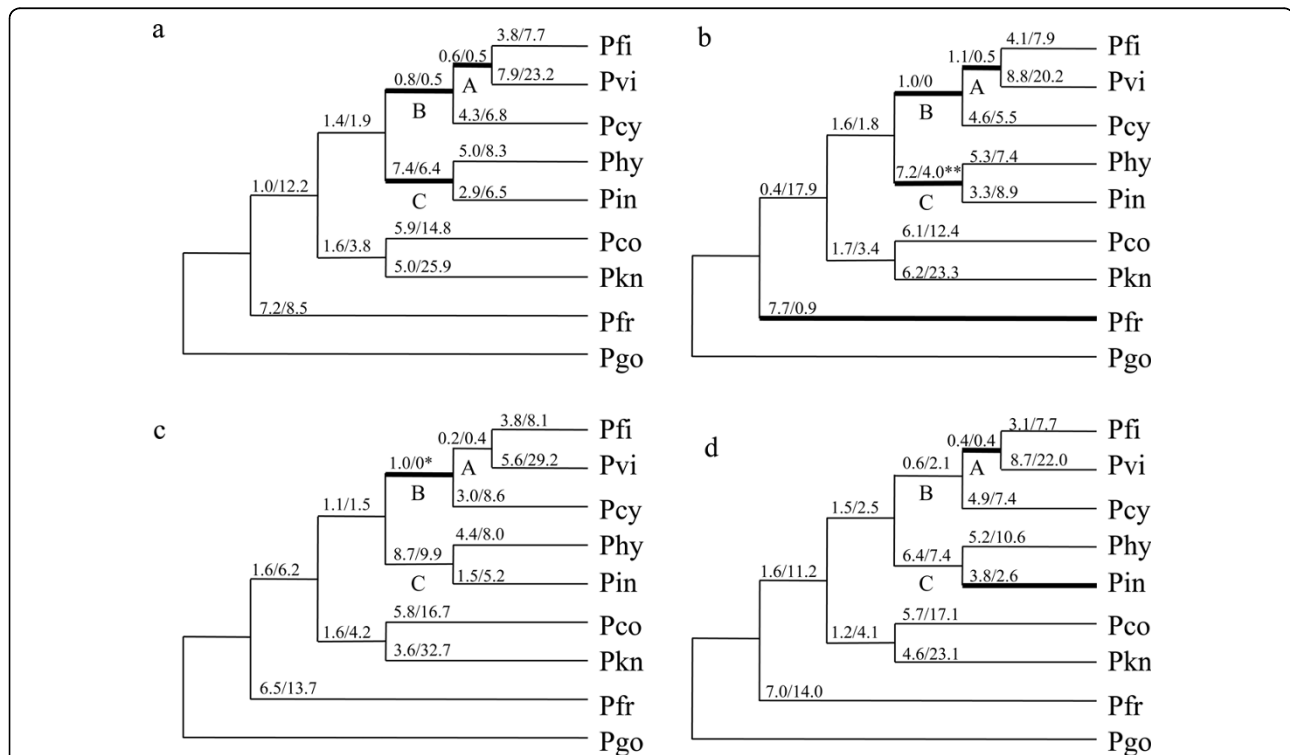 a
3.8/7.7
Pfi
0.6/0.5
7.9/23.2
Pvi
0.8/0.5
A
B
4.3/6.8
Pcy
1.4/1.9
5.0/8.3
Phy
7.4/6.4
2.9/6.5
Pin
C
1.0/12.2
5.9/14.8
Pco
1.6/3.8
5.0/25.9
Pkn
7.2/8.5
Pfr
Pgo
b
4.1/7.9
Pfi
1.1/0.5
8.8/20.2
Pvi
1.0/0
A
B
4.6/5.5
Pcy
1.6/1.8
5.3/7.4
Phy
7.2/4.0**
3.3/8.9
Pin
C
0.4/17.9
6.1/12.4
Pco
1.7/3.4
6.2/23.3
Pkn
7.7/0.9
Pfr
Pgo
c
3.8/8.1
Pfi
0.2/0.4
5.6/29.2
Pvi
1.0/0*
A
B
3.0/8.6
Pcy
1.1/1.5
4.4/8.0
Phy
8.7/9.9
1.5/5.2
Pin
C
1.6/6.2
5.8/16.7
Pco
1.6/4.2
3.6/32.7
Pkn
6.5/13.7
Pfr
Pgo
d
3.1/7.7
Pfi
0.4/0.4
8.7/22.0
Pvi
0.6/2.1
A
B
4.9/7.4
Pcy
1.5/2.5
5.2/10.6
Phy
6.4/7.4
3.8/2.6
Pin
C
1.6/11.2
5.7/17.1
Pco
1.2/4.1
4.6/23.1
Pkn
7.0/14.0
Pfr
Pgo